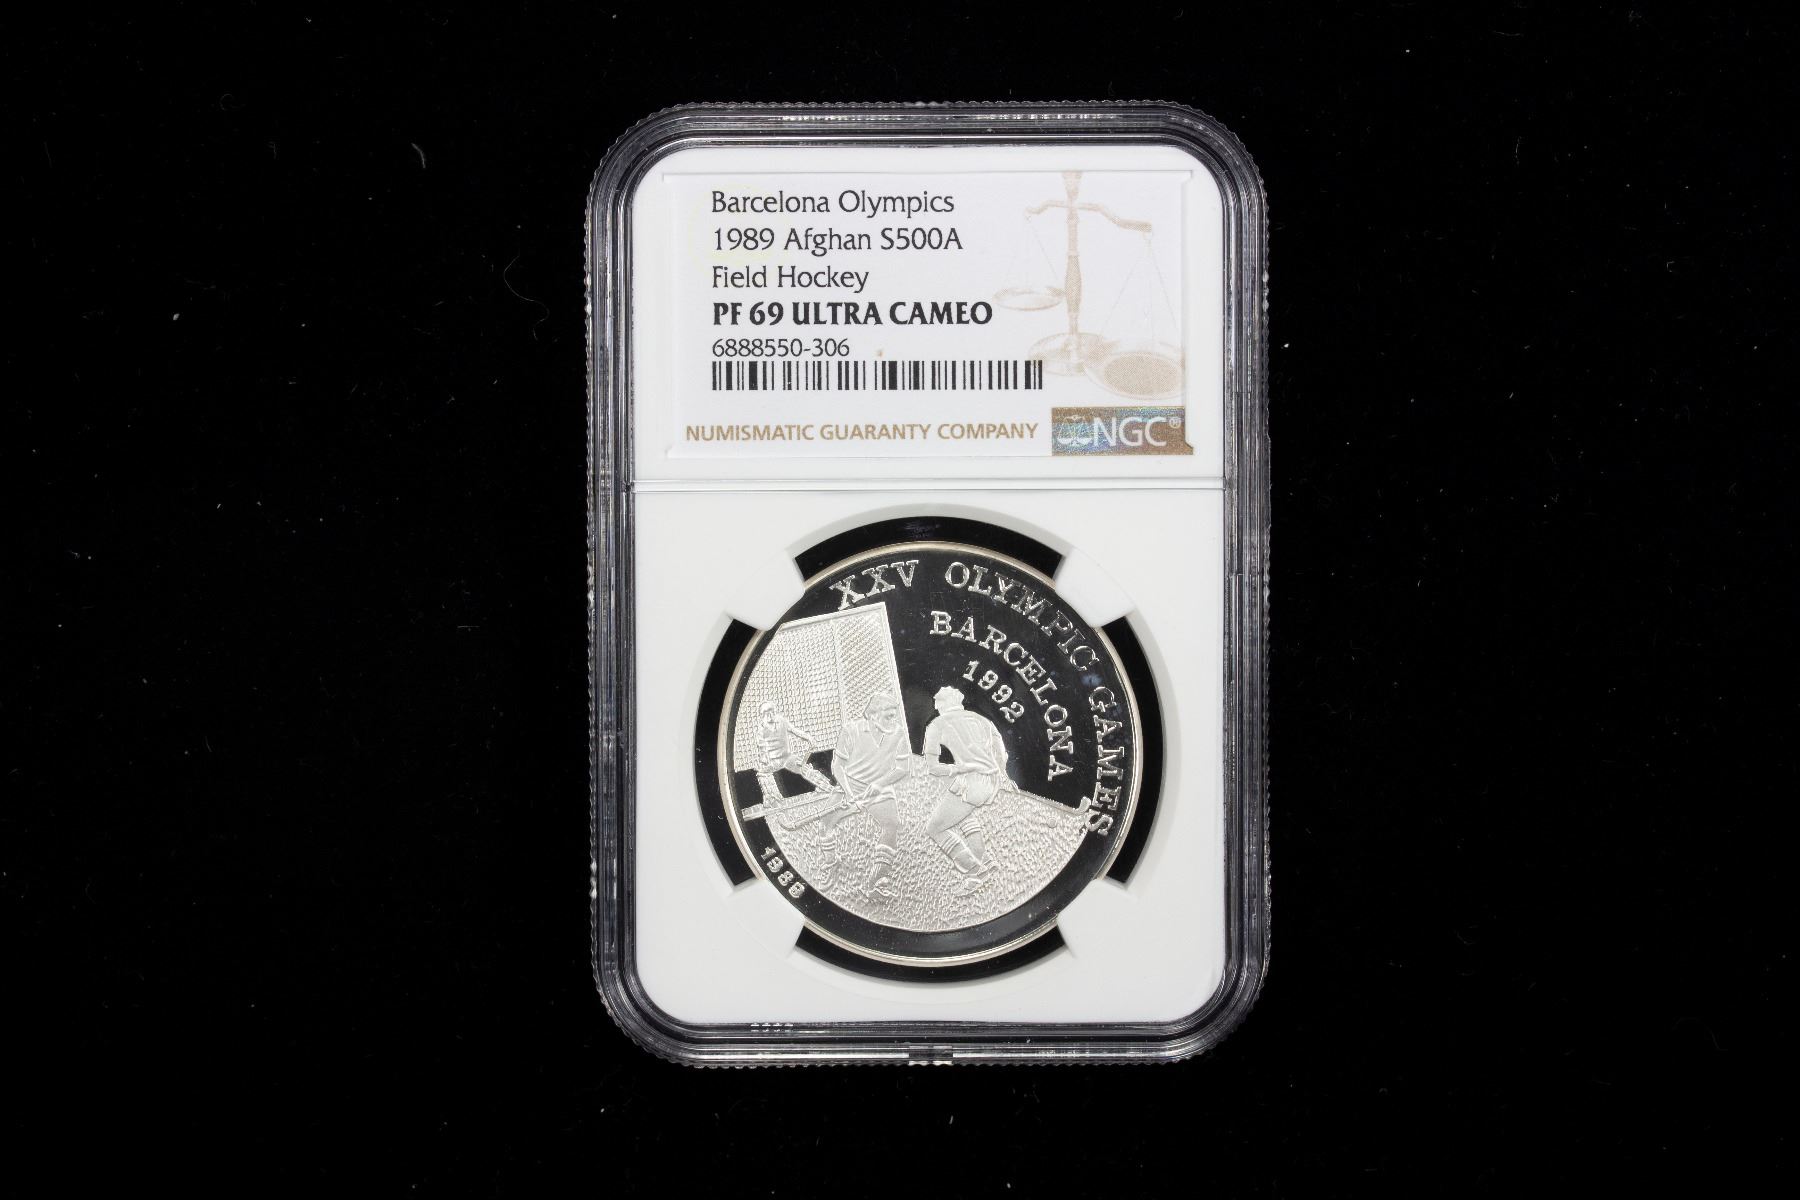 Barcelona Olympics
1989 Afghan S500A
Field Hockey
PF 69 ULTRA CAMEO
6888550-306
NUMISMATIC GUARANTY COMPANY
NGC®
XXV OLYMPIC GAMES
BARCELONA
1992
1989